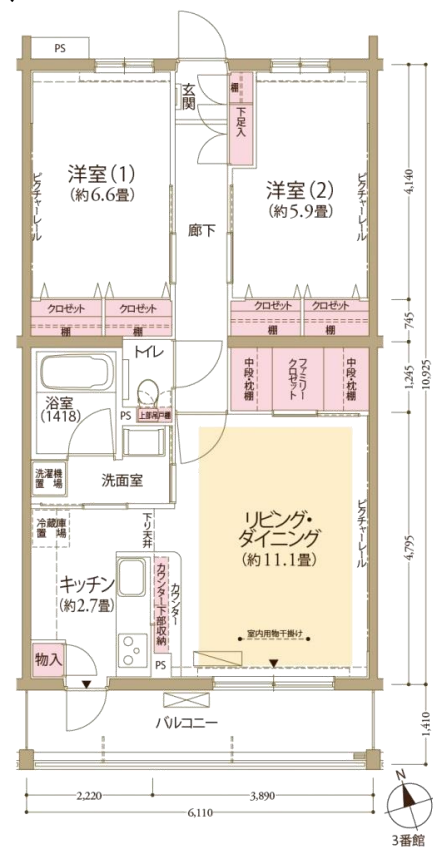 PS
玄関
棚
下足入
洋室(1)
(約6.6畳)
ピクチャーレール
洋室(2)
(約5.9畳)
ピクチャーレール
廊下
4,140
クロゼット
クロゼット
棚
クロゼット
クロゼット
棚
棚
745
トイレ
中段・枕棚
ファミリー
クロゼット
中段・枕棚
1,245
10,925
浴室
(1418)
PS
上部吊戸棚
洗濯機
置場
洗面室
冷蔵庫
置場
下り天井
リビング・
ダイニング
(約11.1畳)
ピクチャーレール
4,795
キッチン
(約2.7畳)
カウンター下部収納
カウンター
室内用物干掛け
物入
PS
バルコニー
1,410
2,220
3,890
6,110
N
3番館